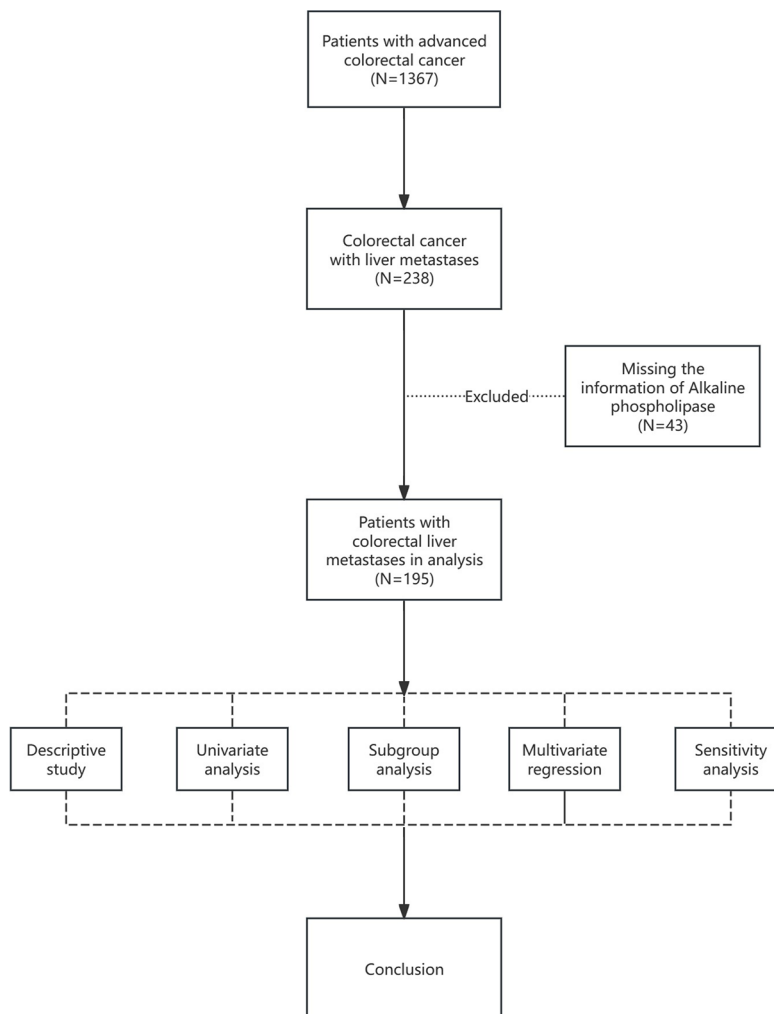 Patients with advanced
colorectal cancer
(N=1367)
Colorectal cancer
with liver metastases
(N=238)
Excluded
Missing the
information of Alkaline
phospholipase
(N=43)
Patients with
colorectal liver
metastases in analysis
(N=195)
Descriptive
study
Univariate
analysis
Subgroup
analysis
Multivariate
regression
Sensitivity
analysis
Conclusion